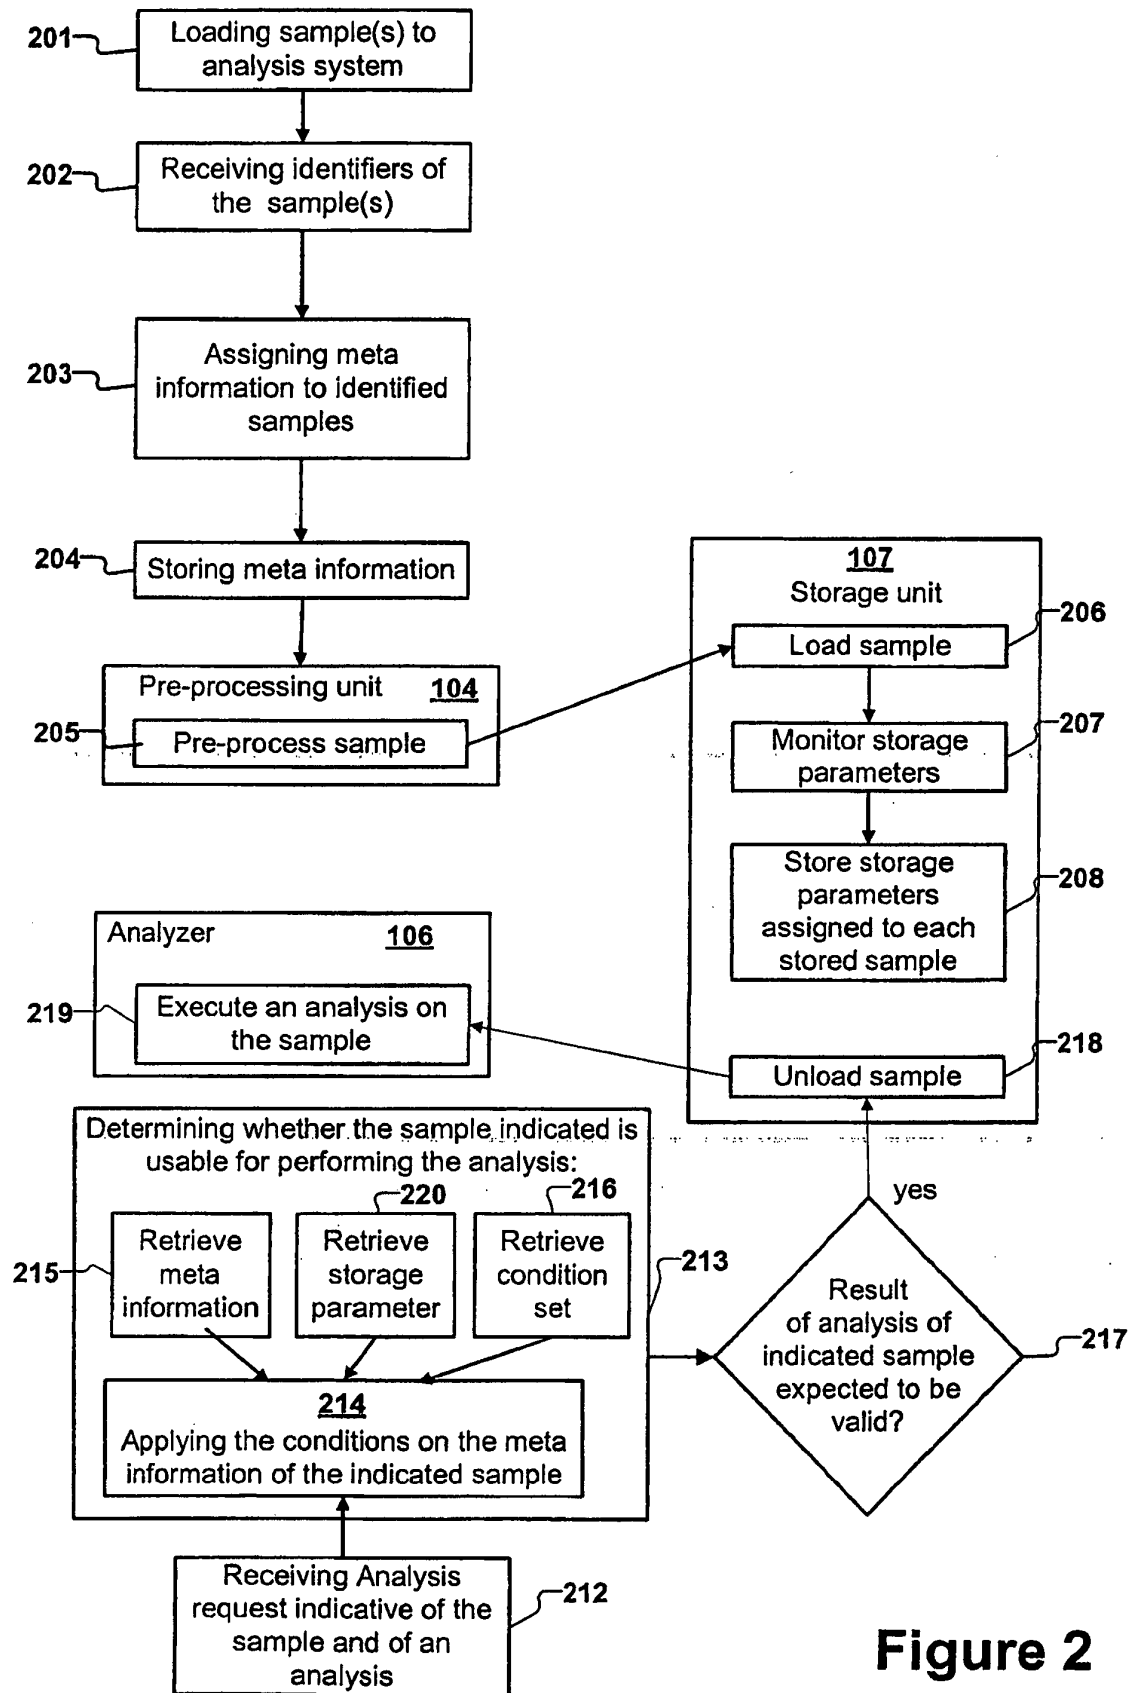 201
Loading sample(s) to
analysis system
202
Receiving identifiers of
the sample(s)
203
Assigning meta
information to identified
samples
204
Storing meta information
Pre-processing unit 104
205
Pre-process sample
107
Storage unit
206
Load sample
207
Monitor storage
parameters
208
Store storage
parameters
assigned to each
stored sample
218
Unload sample
Analyzer 106
219
Execute an analysis on
the sample
Determining whether the sample indicated is
usable for performing the analysis:
220
216
215
Retrieve
meta
information
Retrieve
storage
parameter
Retrieve
condition
set
213
214
Applying the conditions on the meta
information of the indicated sample
yes
Result
of analysis of
indicated sample
expected to be
valid?
217
Receiving Analysis
request indicative of the
sample and of an
analysis
212
Figure 2